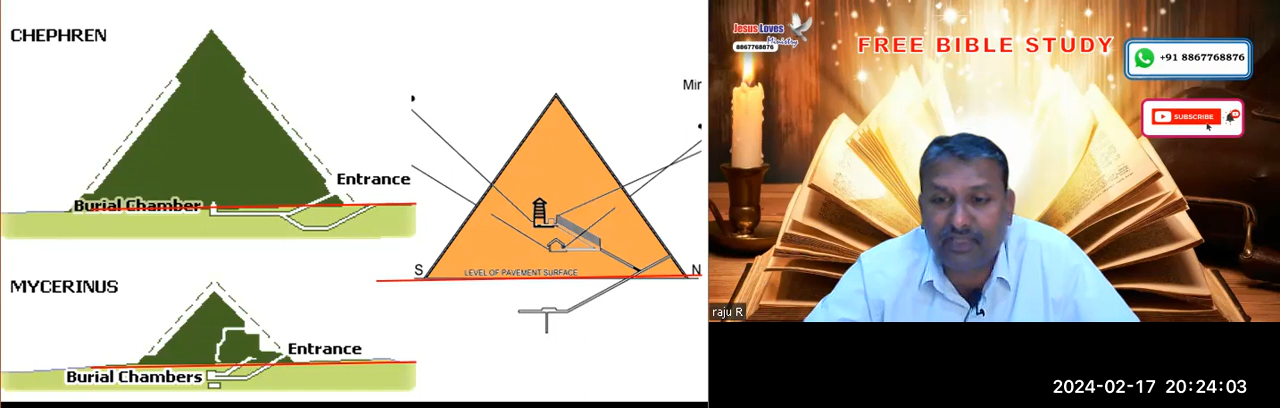 CHEPHREN
Entrance
Burial Chamber
MYCERINUS
Entrance
Burial Chambers
Mir
S
LEVEL OF PAVEMENT SURFACE
N
Jesus Loves
Ministry
8867768876
FREE BIBLE STUDY
+91 8867768876
SUBSCRIBE
raju R
2024-02-17 20:24:03